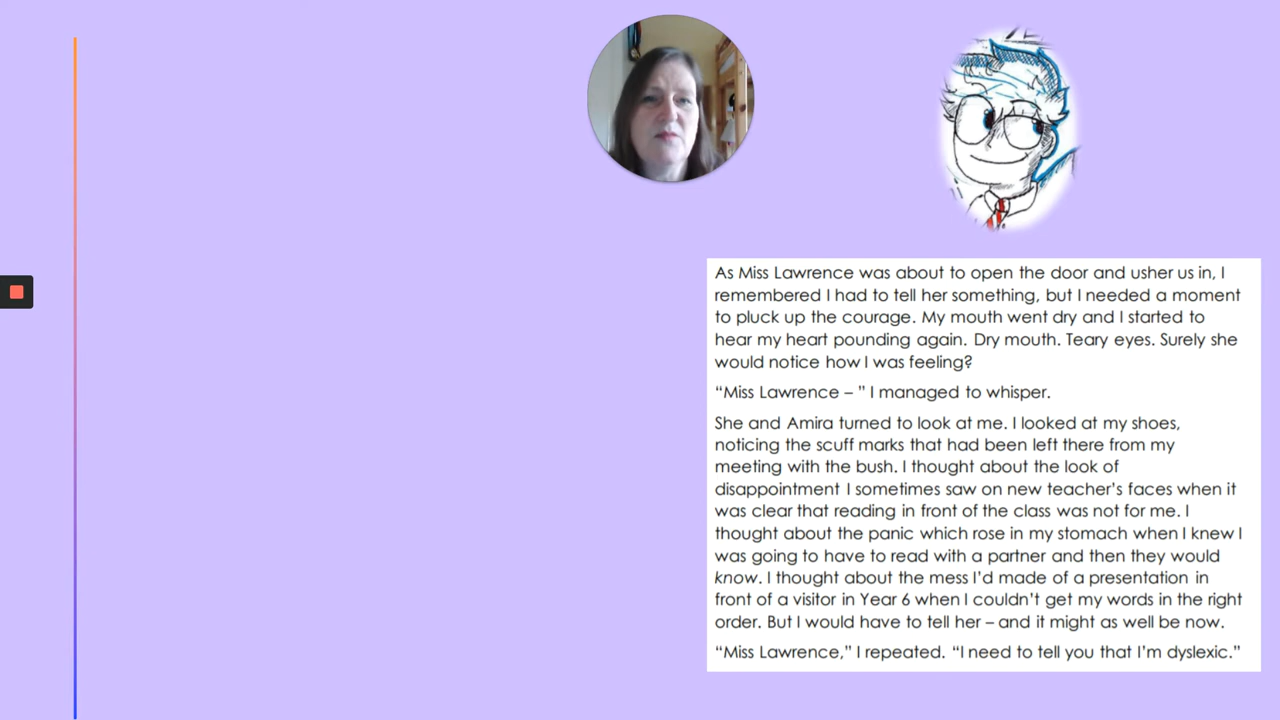 As Miss Lawrence was about to open the door and usher us in, I
remembered I had to tell her something, but I needed a moment
to pluck up the courage. My mouth went dry and I started to
hear my heart pounding again. Dry mouth. Teary eyes. Surely she
would notice how I was feeling?
“Miss Lawrence – ” I managed to whisper.
She and Amira turned to look at me. I looked at my shoes,
noticing the scuff marks that had been left there from my
meeting with the bush. I thought about the look of
disappointment I sometimes saw on new teacher’s faces when it
was clear that reading in front of the class was not for me. I
thought about the panic which rose in my stomach when I knew I
was going to have to read with a partner and then they would
know. I thought about the mess I’d made of a presentation in
front of a visitor in Year 6 when I couldn’t get my words in the right
order. But I would have to tell her – and it might as well be now.
“Miss Lawrence,” I repeated. “I need to tell you that I’m dyslexic.”